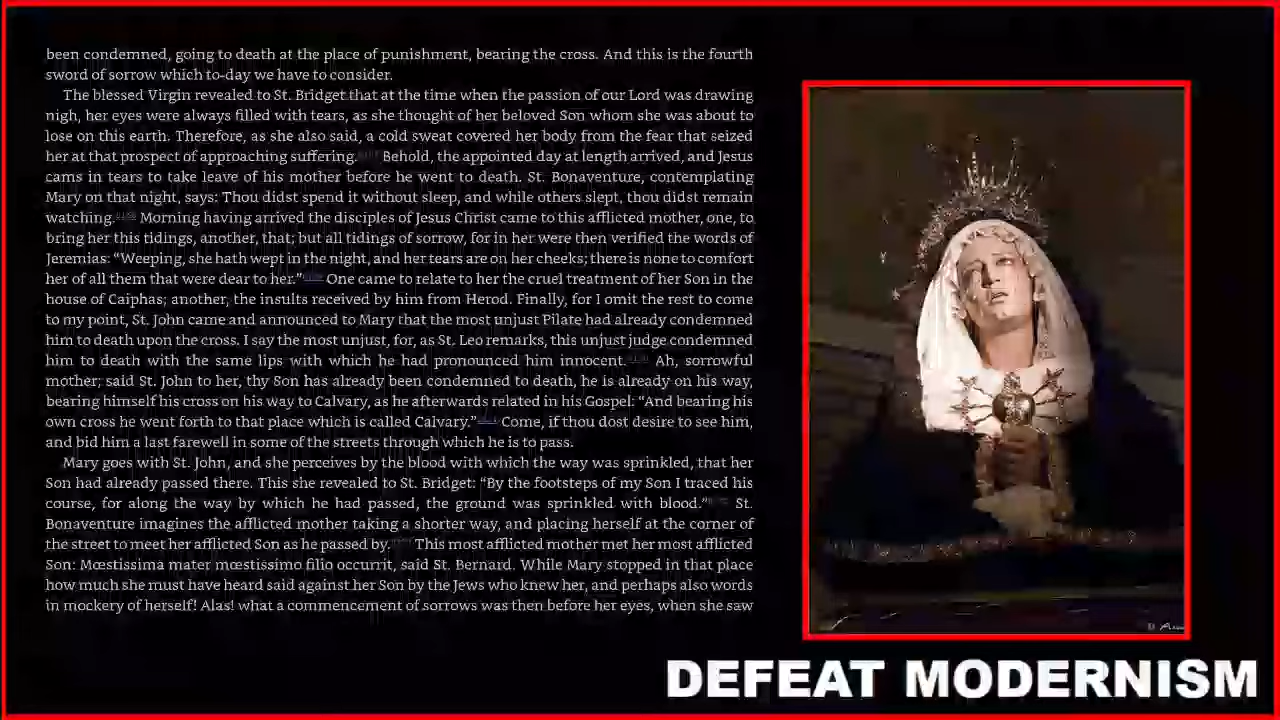 been condemned, going to death at the place of punishment, bearing the cross. And this is the fourth
sword of sorrow which to-day we have to consider.
The blessed Virgin revealed to St. Bridget that at the time when the passion of our Lord was drawing
nigh, her eyes were always filled with tears, as she thought of her beloved Son whom she was about to
lose on this earth. Therefore, as she also said, a cold sweat covered her body from the fear that seized
her at that prospect of approaching suffering. Behold, the appointed day at length arrived, and Jesus
cams in tears to take leave of his mother before he went to death. St. Bonaventure, contemplating
Mary on that night, says: Thou didst spend it without sleep, and while others slept, thou didst remain
watching. Morning having arrived the disciples of Jesus Christ came to this afflicted mother, one, to
bring her this tidings, another, that; but all tidings of sorrow, for in her were then verified the words of
Jeremias: “Weeping, she hath wept in the night, and her tears are on her cheeks; there is none to comfort
her of all them that were dear to her.” One came to relate to her the cruel treatment of her Son in the
house of Caiphas; another, the insults received by him from Herod. Finally, for I omit the rest to come
to my point, St. John came and announced to Mary that the most unjust Pilate had already condemned
him to death upon the cross. I say the most unjust, for, as St. Leo remarks, this unjust judge condemned
him to death with the same lips with which he had pronounced him innocent. Ah, sorrowful
mother; said St. John to her, thy Son has already been condemned to death, he is already on his way,
bearing himself his cross on his way to Calvary, as he afterwards related in his Gospel: “And bearing his
own cross he went forth to that place which is called Calvary.” Come, if thou dost desire to see him,
and bid him a last farewell in some of the streets through which he is to pass.
Mary goes with St. John, and she perceives by the blood with which the way was sprinkled, that her
Son had already passed there. This she revealed to St. Bridget: “By the footsteps of my Son I traced his
course, for along the way by which he had passed, the ground was sprinkled with blood.” St.
Bonaventure imagines the afflicted mother taking a shorter way, and placing herself at the corner of
the street to meet her afflicted Son as he passed by. This most afflicted mother met her most afflicted
Son: Mœstissima mater mœstissimo filio occurrit, said St. Bernard. While Mary stopped in that place
how much she must have heard said against her Son by the Jews who knew her, and perhaps also words
in mockery of herself! Alas! what a commencement of sorrows was then before her eyes, when she saw
DEFEAT MODERNISM